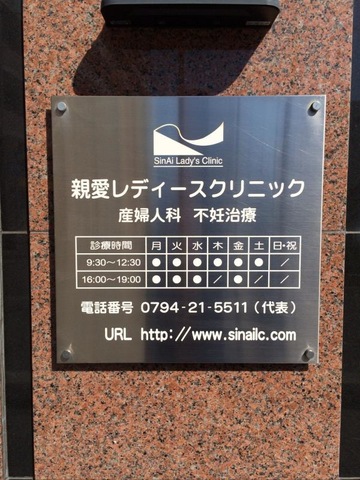 SinAi Lady's Clinic
親愛レディースクリニック
産婦人科 不妊治療
診療時間 月 火 水 木 金 土 日・祝
9:30～12:30 ● ● ● ● ● ● ／
16:00～19:00 ● ● ● ／ ● ／ ／
電話番号 0794-21-5511（代表）
URL http://www.sinailc.com